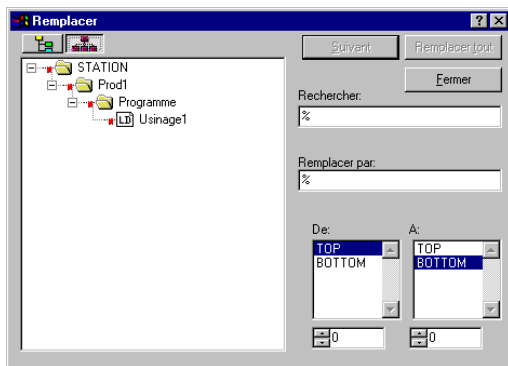 Remplacer
Suivant
Remplacer tout
Fermer
STATION
Prod1
Programme
LD Usinage1
Rechercher:
%
Remplacer par:
%
De:
A:
TOP
BOTTOM
TOP
BOTTOM
0
0